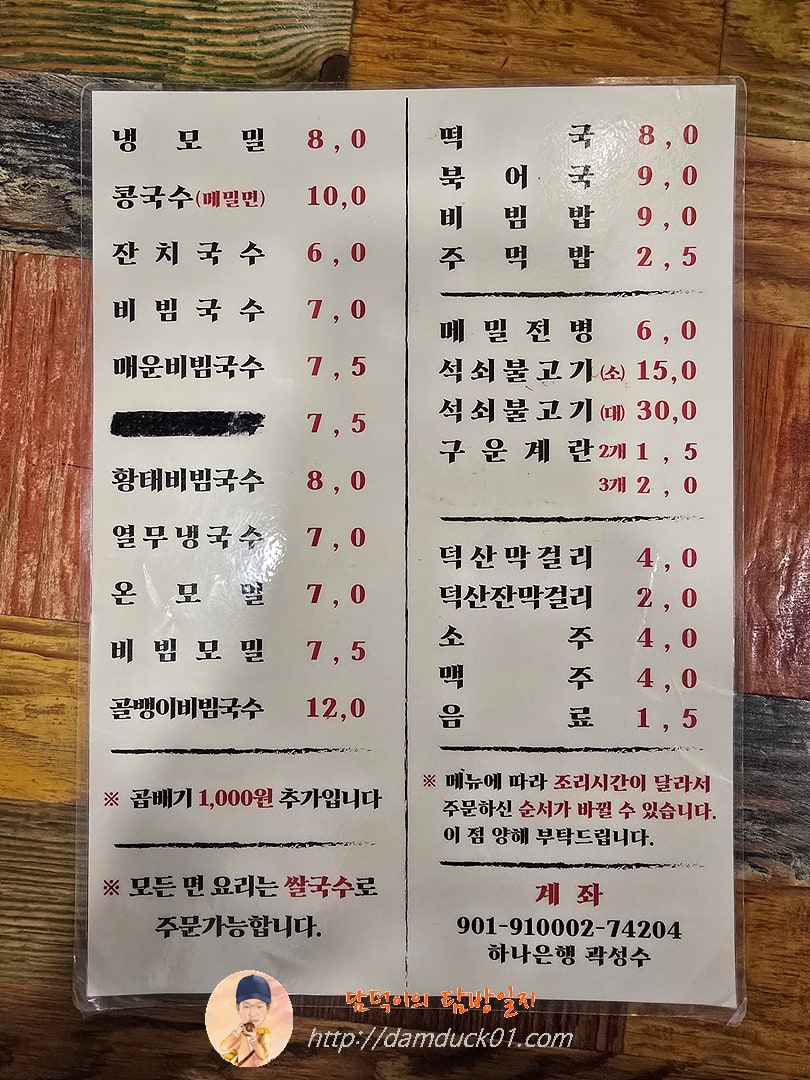 냉모밀 8,0
콩국수(메밀면) 10,0
잔치국수 6,0
비빔국수 7,0
매운비빔국수 7,5
7,5
황태비빔국수 8,0
열무냉국수 7,0
온모밀 7,0
비빔모밀 7,5
골뱅이비빔국수 12,0
※ 곱배기 1,000원 추가입니다
※ 모든 면 요리는 쌀국수로
주문가능합니다.
떡국 8,0
북어국 9,0
비빔밥 9,0
주먹밥 2,5
메밀전병 6,0
석쇠불고기(소) 15,0
석쇠불고기(대) 30,0
구운계란 2개 1,5
3개 2,0
덕산막걸리 4,0
덕산잔막걸리 2,0
소주 4,0
맥주 4,0
음료 1,5
※ 메뉴에 따라 조리시간이 달라서
주문하신 순서가 바뀔 수 있습니다.
이 점 양해 부탁드립니다.
계좌
901-910002-74204
하나은행 곽성수
담덕이의 탐방일지
http://damduck01.com